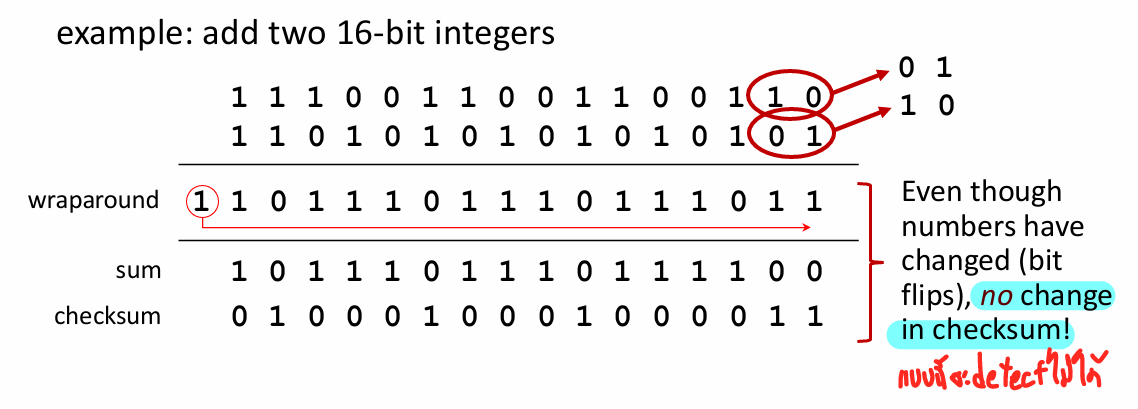 example: add two 16-bit integers
0 1
1 1 1 0 0 1 1 0 0 1 1 0 0 1 1 0
1 0
1 1 0 1 0 1 0 1 0 1 0 1 0 1 0 1
wraparound 1 1 0 1 1 1 0 1 1 1 0 1 1 1 0 1 1
sum 1 0 1 1 1 0 1 1 1 0 1 1 1 1 0 0
checksum 0 1 0 0 0 1 0 0 0 1 0 0 0 0 1 1
Even though
numbers have
changed (bit
flips), no change
in checksum!
แบบนี้จะdetectไม่ได้